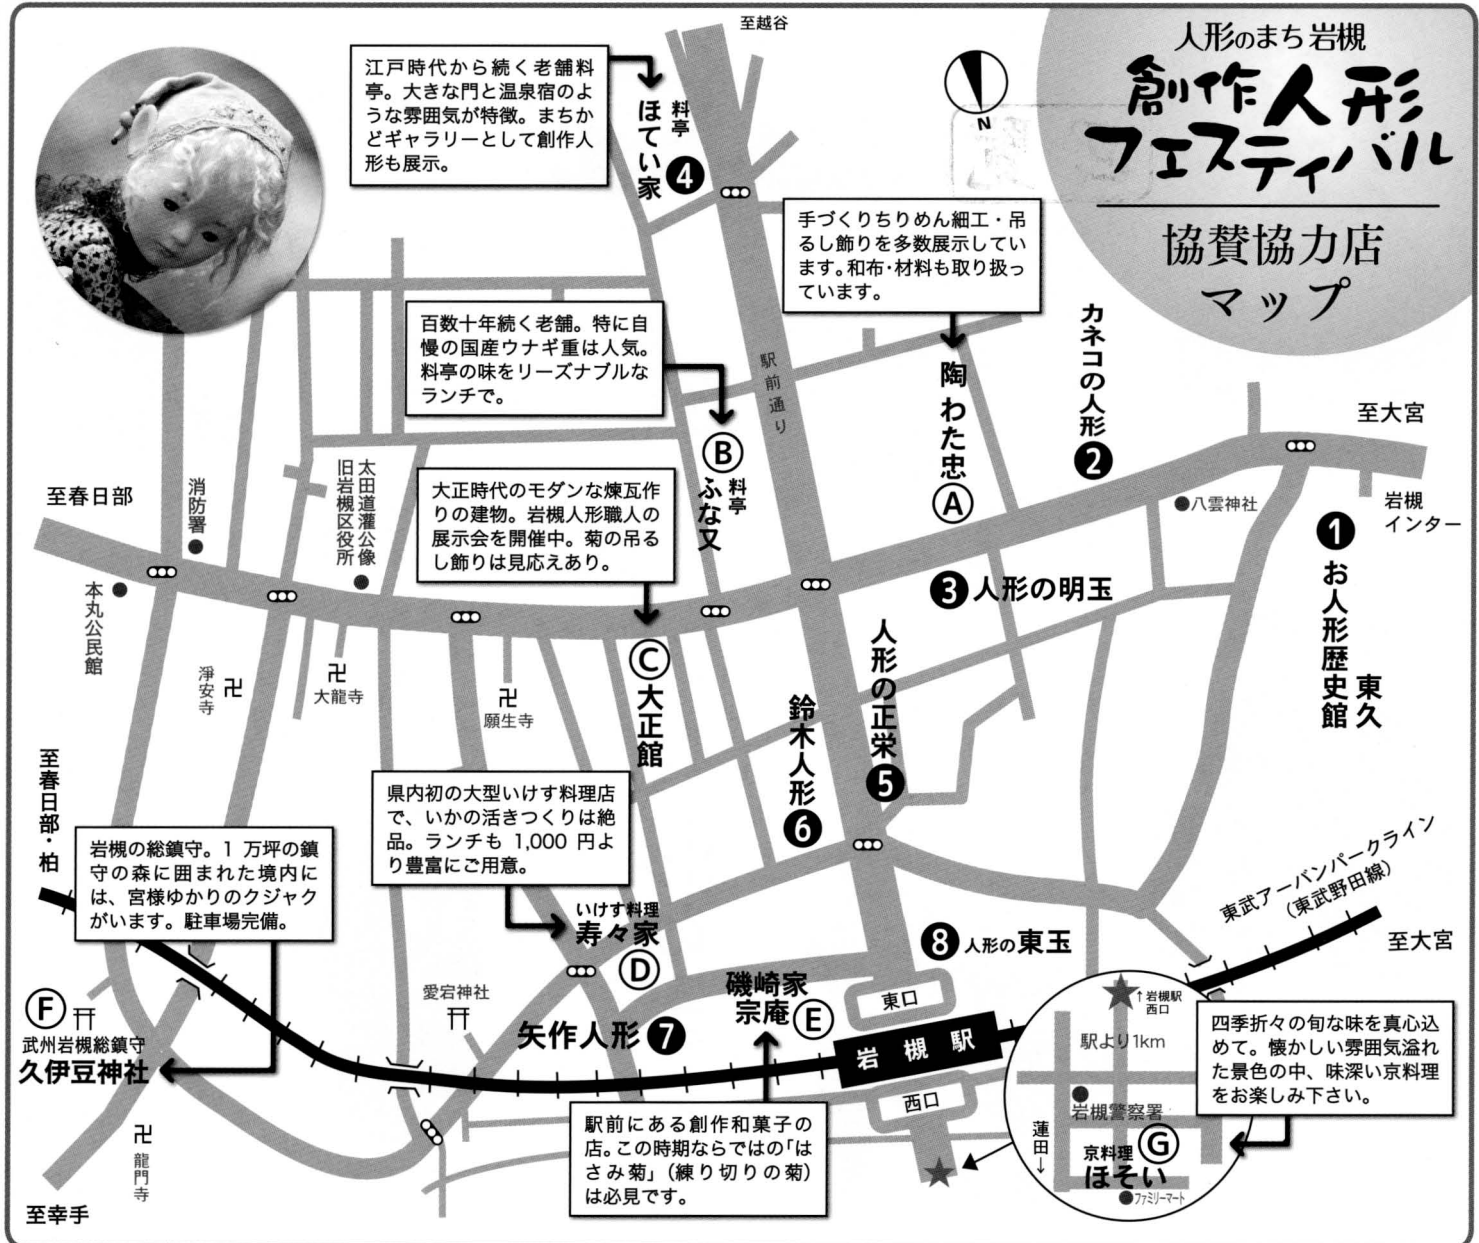 人形のまち 岩槻
創作人形
フェスティバル
協賛協力店
マップ
至越谷
N
江戸時代から続く老舗料
亭。大きな門と温泉宿のよ
うな雰囲気が特徴。まちか
どギャラリーとして創作人
形も展示。
料亭
ほてい家
4
手づくりちりめん細工・吊
るし飾りを多数展示してい
ます。和布・材料も取り扱っ
ています。
陶 わた忠
A
カネコの人形
2
百数十年続く老舗。特に自
慢の国産ウナギ重は人気。
料亭の味をリーズナブルな
ランチで。
B
料亭
ふな又
駅前通り
至大宮
岩槻
インター
八雲神社
1
お人形歴史館
東久
至春日部
消防署
太田道灌公像
旧岩槻区役所
本丸公民館
大正時代のモダンな煉瓦作
りの建物。岩槻人形職人の
展示会を開催中。菊の吊る
し飾りは見応えあり。
C
大正館
3 人形の明玉
人形の正栄
5
鈴木人形
6
浄安寺
卍
卍
大龍寺
卍
願生寺
至春日部・柏
県内初の大型いけす料理店
で、いかの活きつくりは絶
品。ランチも 1,000 円よ
り豊富にご用意。
いけす料理
寿々家
D
岩槻の総鎮守。1 万坪の鎮
守の森に囲まれた境内に
は、宮様ゆかりのクジャク
がいます。駐車場完備。
F
武州岩槻総鎮守
久伊豆神社
愛宕神社
矢作人形 7
磯崎家
宗庵
E
8 人形の東玉
東口
岩槻駅
西口
東武アーバンパークライン
（東武野田線）
至大宮
駅前にある創作和菓子の
店。この時期ならではの「は
さみ菊」（練り切りの菊）
は必見です。
↑岩槻駅
西口
駅より1km
岩槻警察署
蓮田→
京料理
ほそい
G
ファミリーマート
四季折々の旬な味を真心込
めて。懐かしい雰囲気溢れ
た景色の中、味深い京料理
をお楽しみ下さい。
卍
龍門寺
至幸手